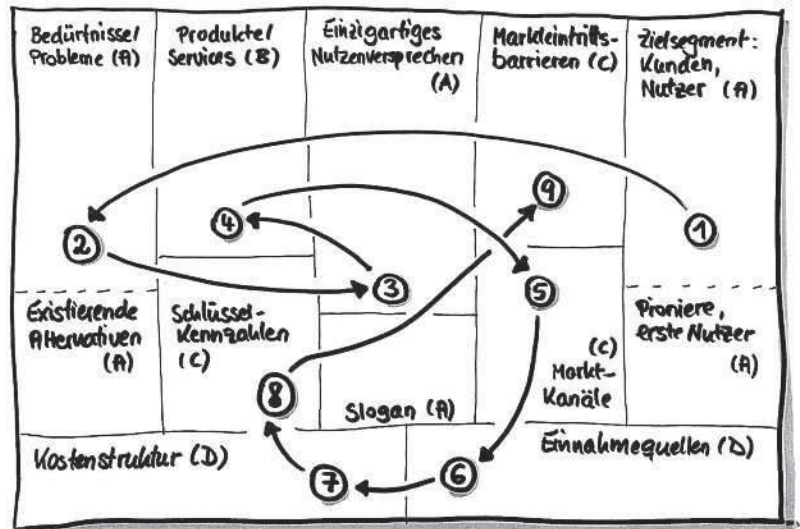 Bedürfnisse/
Probleme (A)
Produkte/
Services (B)
Einzigartiges
Nutzenversprechen
(A)
Markteintritts-
barrieren (C)
Zielsegment:
Kunden,
Nutzer (A)
9
4
2
1
3
5
Existierende
Alternativen
(A)
Schlüssel-
Kennzahlen
(C)
Pioniere,
erste Nutzer
(A)
(C)
Markt-
Kanäle
8
Slogan (A)
Kostenstruktur (D)
Einnahmequellen (D)
7
6